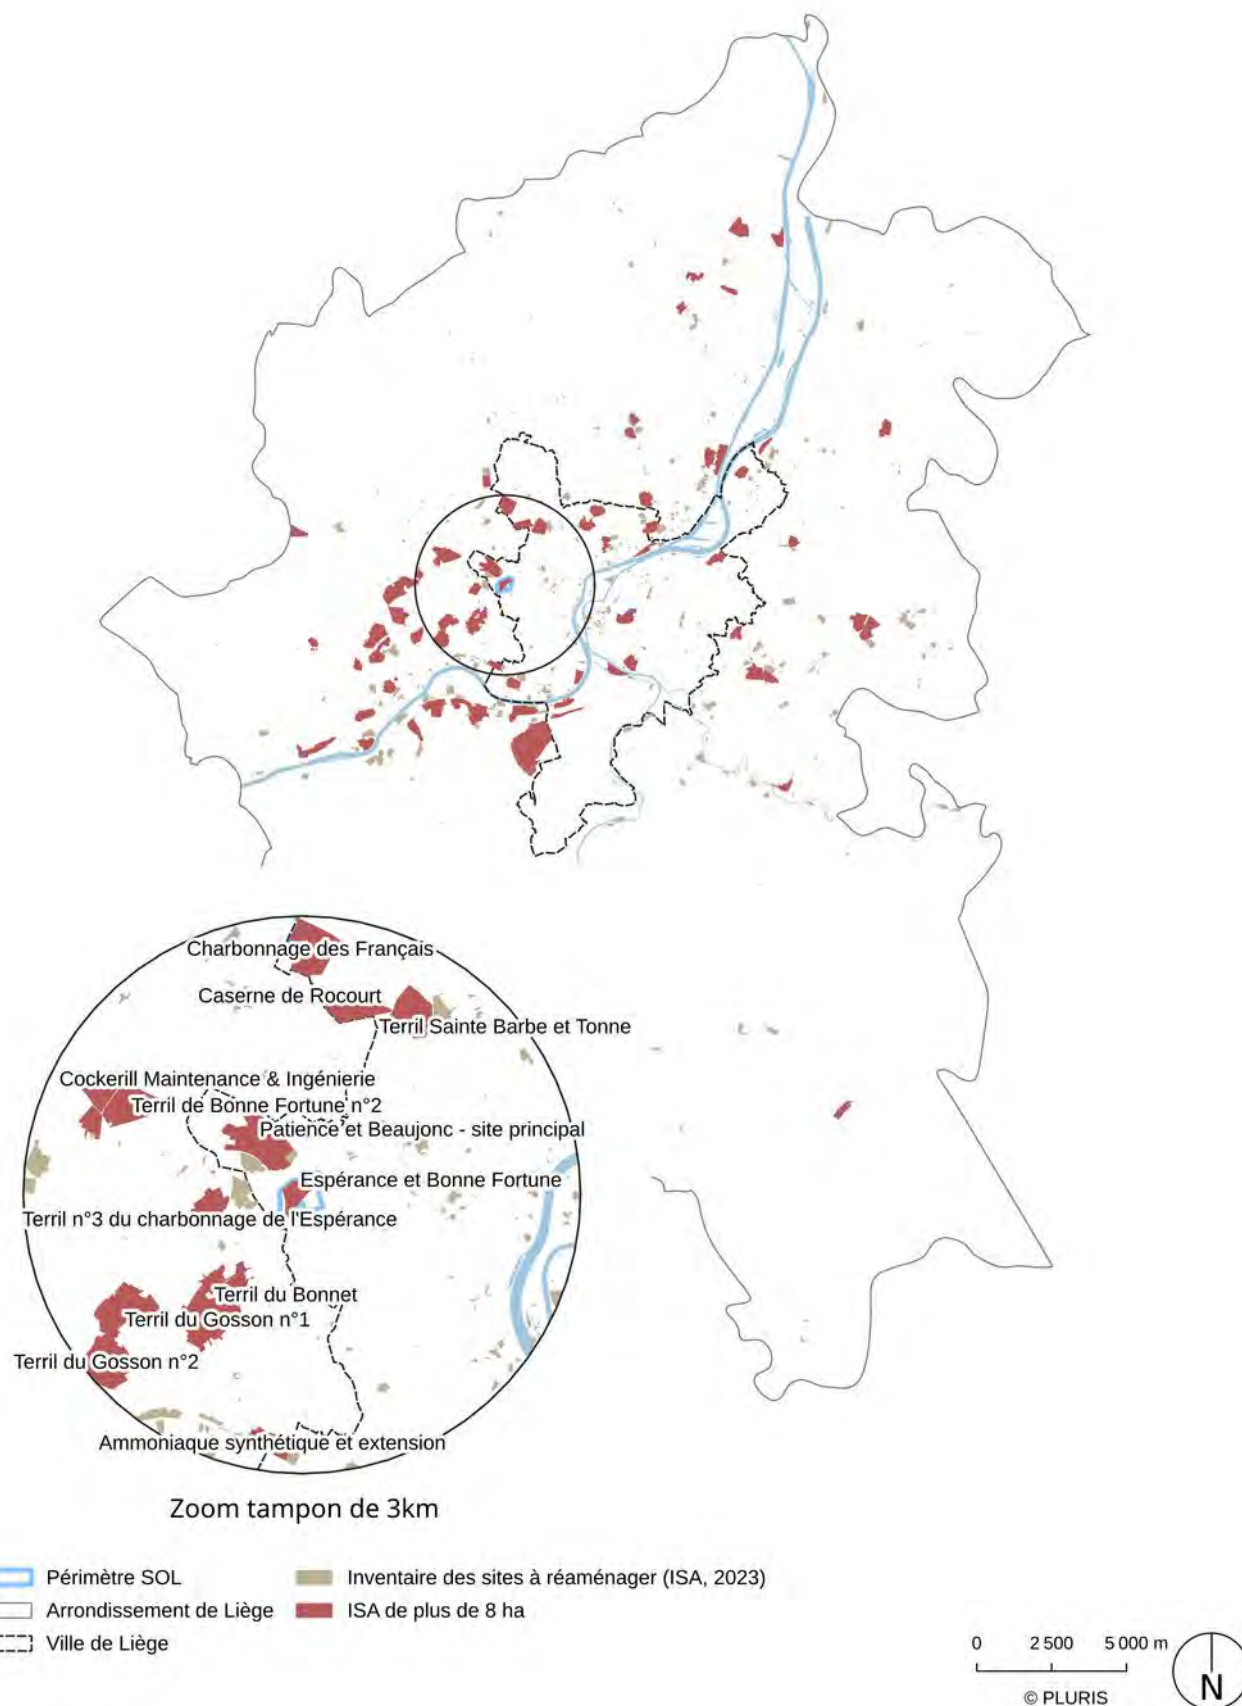 Charbonnage des Français
Caserne de Rocourt
Terril Sainte Barbe et Tonne
Cockerill Maintenance & Ingénierie
Terril de Bonne Fortune n°2
Patience et Beaujonc - site principal
Espérance et Bonne Fortune
Terril n°3 du charbonnage de l'Espérance
Terril du Bonnet
Terril du Gosson n°1
Terril du Gosson n°2
Ammoniaque synthétique et extension
Zoom tampon de 3km
Périmètre SOL
Arrondissement de Liège
Ville de Liège
Inventaire des sites à réaménager (ISA, 2023)
ISA de plus de 8 ha
0 2 500 5 000 m
© PLURIS
N